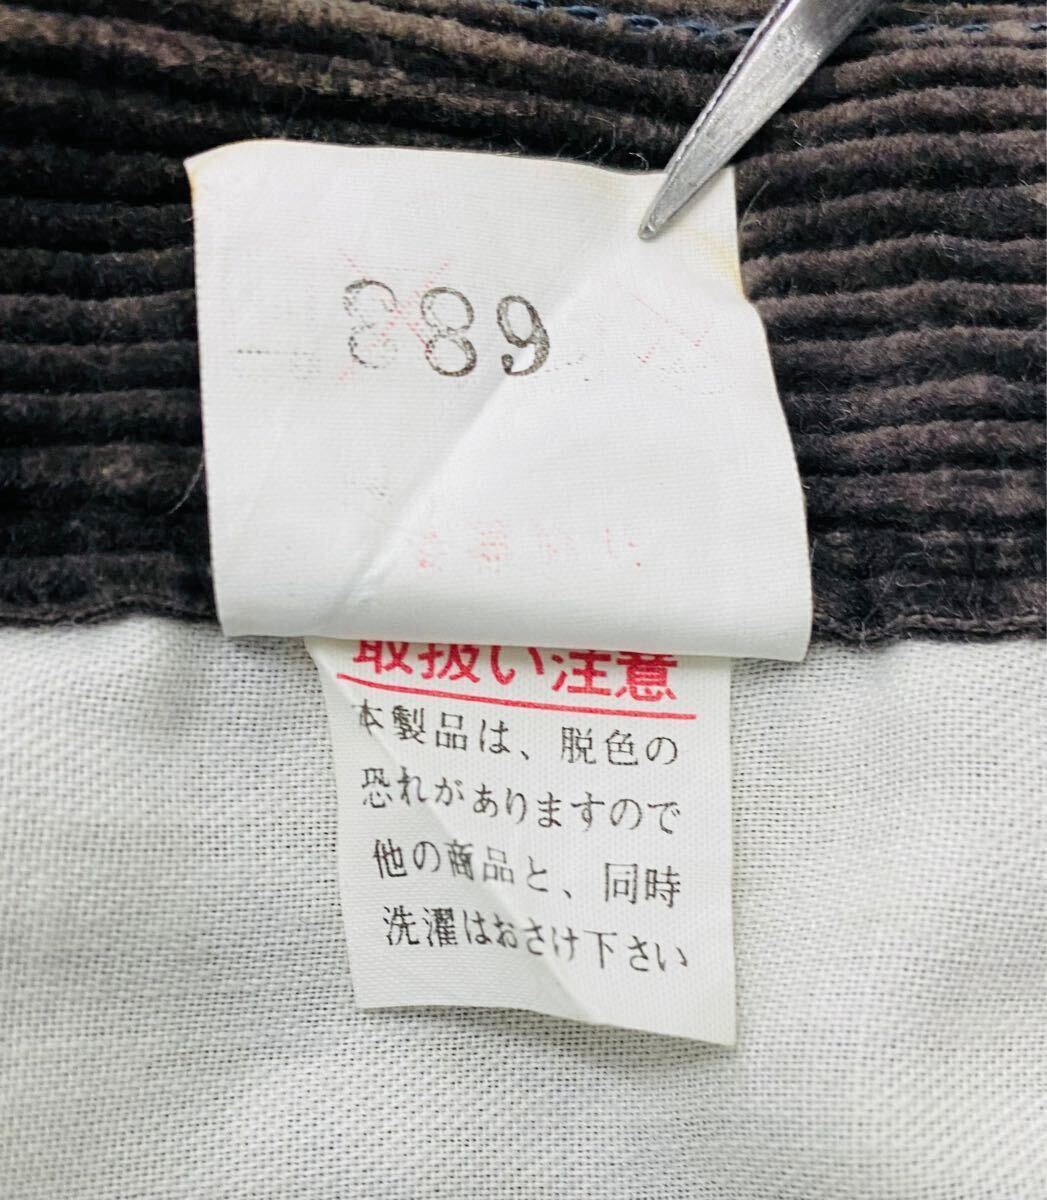 889
取扱い注意
本製品は、脱色の
恐れがありますので
他の商品と、同時
洗濯はおさけ下さい